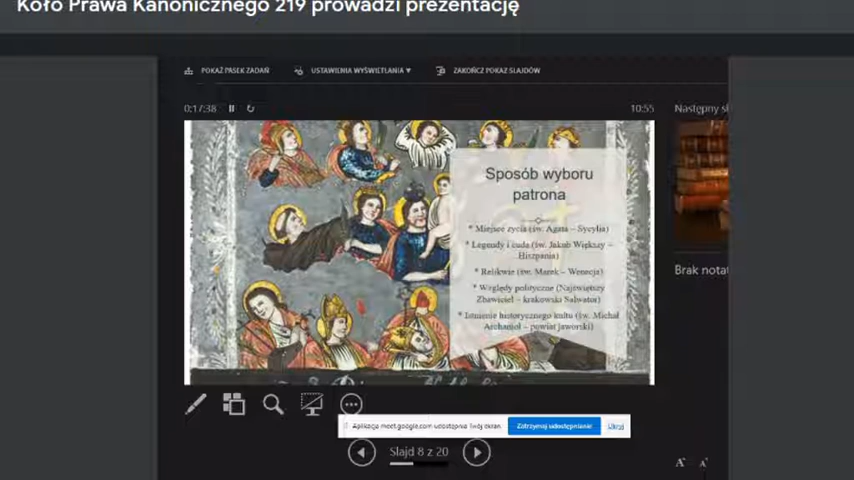 Koło Prawa Kanonicznego 219 prowadzi prezentację
POKAŻ PASEK ZADAŃ
USTAWIENIA WYŚWIETLANIA ▼
ZAKOŃCZ POKAZ SLAJDÓW
0:17:38
10:55
Następny sl
Sposób wyboru
patrona
* Miejsce życia (św. Agata – Sycylia)
* Legendy i cuda (św. Jakub Większy –
Hiszpania)
* Relikwie (św. Marek – Wenecja)
* Względy polityczne (Najświętszy
Zbawiciel – krakowski Salwator)
* Istnienie historycznego kultu (św. Michał
Archanioł – powiat jaworski)
Brak notat
Aplikacja meet.google.com udostępnia Twój ekran.
Zatrzymaj udostępnianie
Ukryj
Slajd 8 z 20